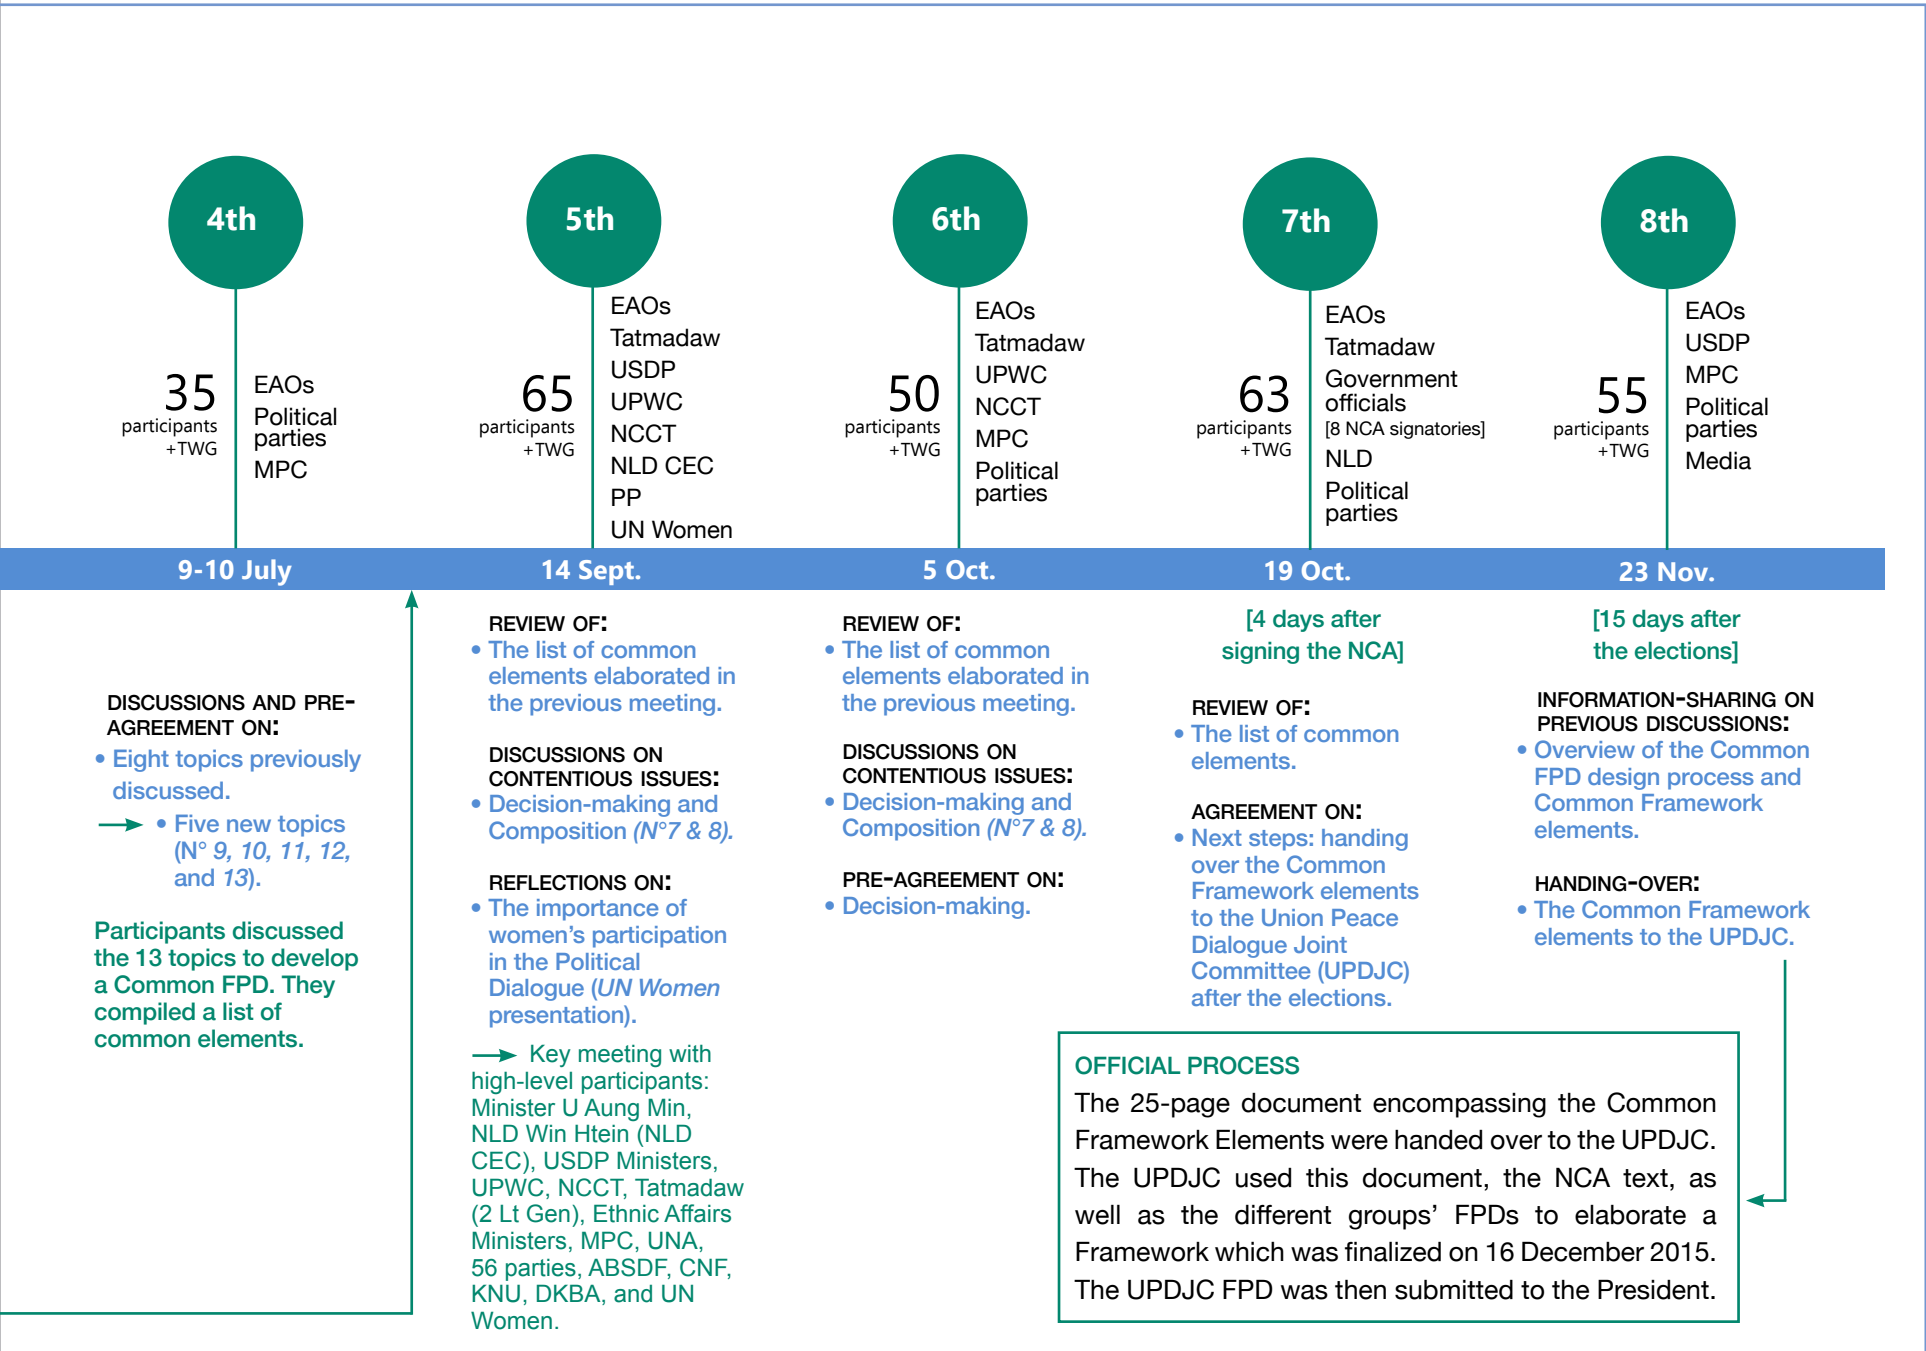 4th
35
participants
+TWG
EAOs
Political
parties
MPC
9-10 July
DISCUSSIONS AND PRE-
AGREEMENT ON:
• Eight topics previously
discussed.
• Five new topics
(N° 9, 10, 11, 12,
and 13).
Participants discussed
the 13 topics to develop
a Common FPD. They
compiled a list of
common elements.
5th
65
participants
+TWG
EAOs
Tatmadaw
USDP
UPWC
NCCT
NLD CEC
PP
UN Women
14 Sept.
REVIEW OF:
• The list of common
elements elaborated in
the previous meeting.
DISCUSSIONS ON
CONTENTIOUS ISSUES:
• Decision-making and
Composition (N°7 & 8).
REFLECTIONS ON:
• The importance of
women's participation
in the Political
Dialogue (UN Women
presentation).
Key meeting with
high-level participants:
Minister U Aung Min,
NLD Win Htein (NLD
CEC), USDP Ministers,
UPWC, NCCT, Tatmadaw
(2 Lt Gen), Ethnic Affairs
Ministers, MPC, UNA,
56 parties, ABSDF, CNF,
KNU, DKBA, and UN
Women.
6th
50
participants
+TWG
EAOs
Tatmadaw
UPWC
NCCT
MPC
Political
parties
5 Oct.
REVIEW OF:
• The list of common
elements elaborated in
the previous meeting.
DISCUSSIONS ON
CONTENTIOUS ISSUES:
• Decision-making and
Composition (N°7 & 8).
PRE-AGREEMENT ON:
• Decision-making.
7th
63
participants
+TWG
EAOs
Tatmadaw
Government
officials
[8 NCA signatories]
NLD
Political
parties
19 Oct.
[4 days after
signing the NCA]
REVIEW OF:
• The list of common
elements.
AGREEMENT ON:
• Next steps: handing
over the Common
Framework elements
to the Union Peace
Dialogue Joint
Committee (UPDJC)
after the elections.
8th
55
participants
+TWG
EAOs
USDP
MPC
Political
parties
Media
23 Nov.
[15 days after
the elections]
INFORMATION-SHARING ON
PREVIOUS DISCUSSIONS:
• Overview of the Common
FPD design process and
Common Framework
elements.
HANDING-OVER:
• The Common Framework
elements to the UPDJC.
OFFICIAL PROCESS
The 25-page document encompassing the Common
Framework Elements were handed over to the UPDJC.
The UPDJC used this document, the NCA text, as
well as the different groups' FPDs to elaborate a
Framework which was finalized on 16 December 2015.
The UPDJC FPD was then submitted to the President.